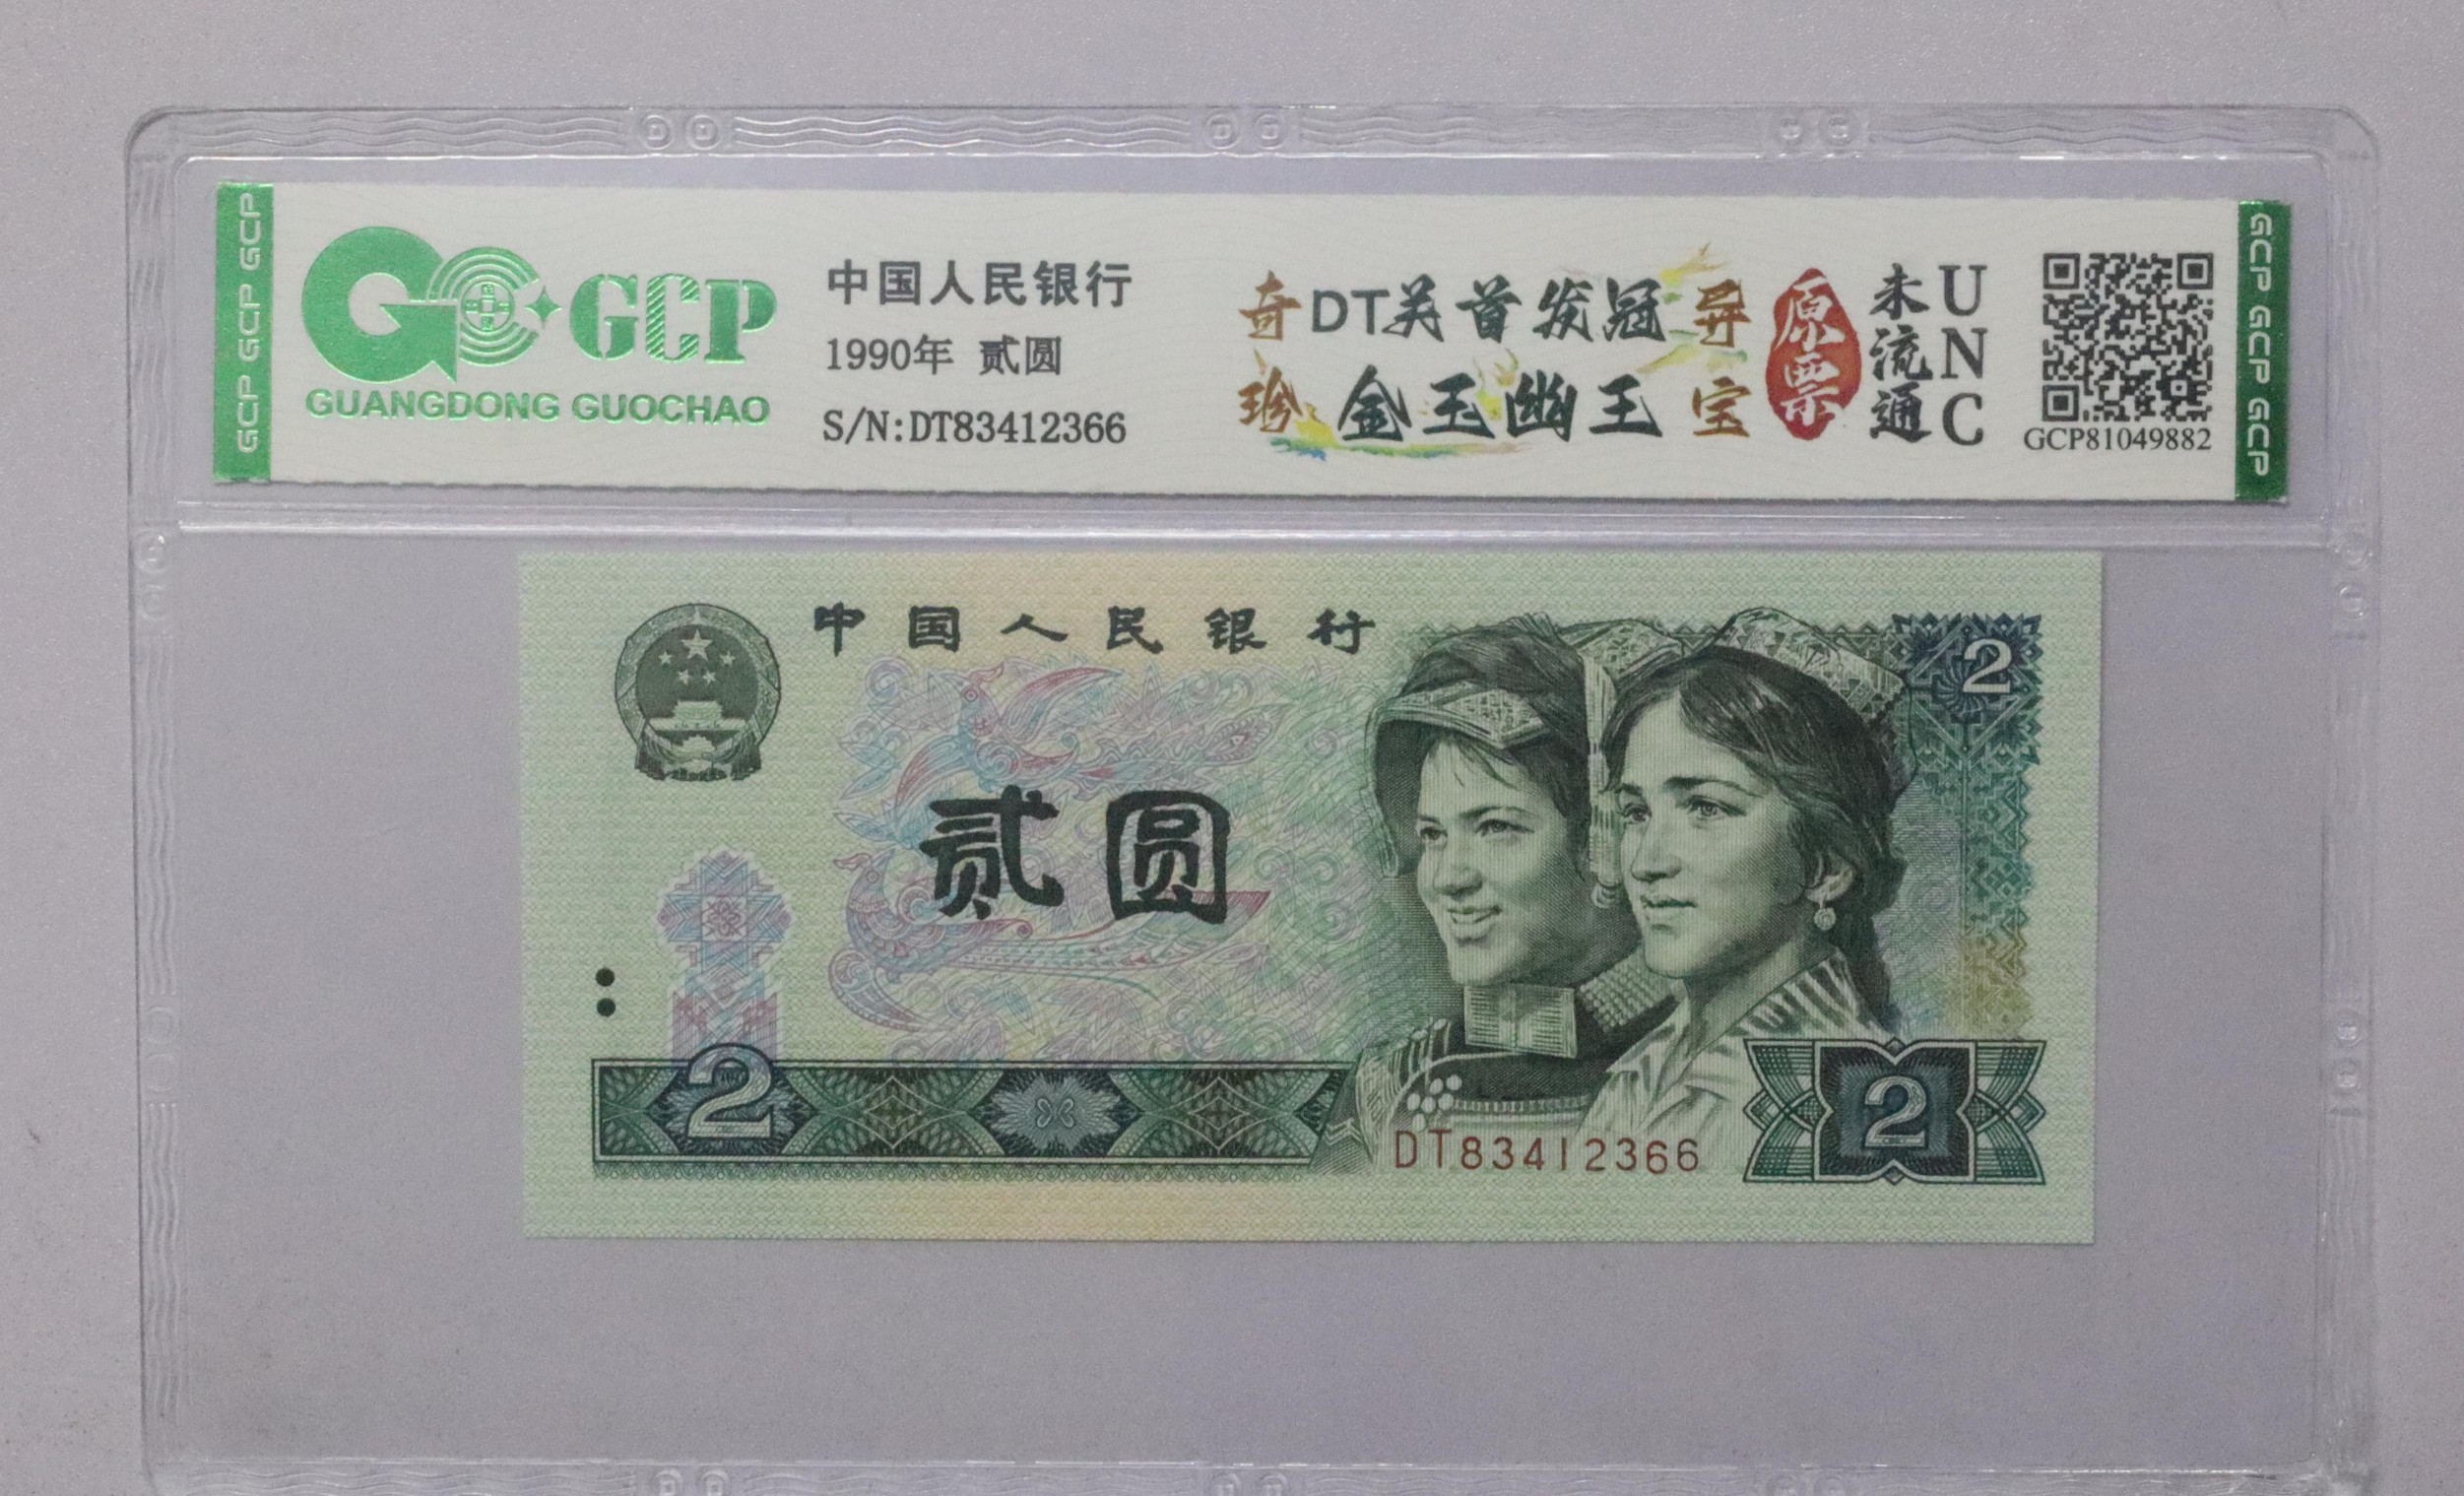 GCP GCP GCP
GCP
GUANGDONG GUOCHAO
中国人民银行
1990年 贰圆
S/N:DT83412366
奇珍
DT关首发冠
金玉幽王
异宝
原票
未流通
UNC
GCP81049882
GCP GCP GCP
中国人民银行
2
贰圆
2
DT83412366
2